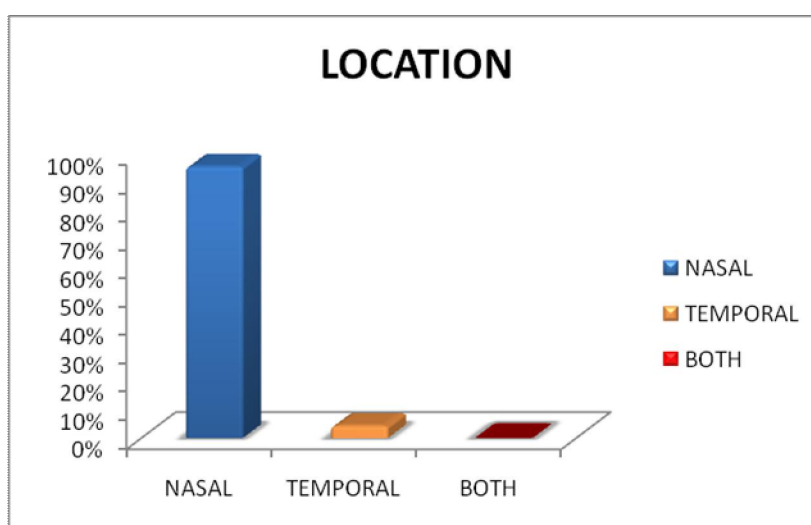 LOCATION
100%
90%
80%
70%
60%
50%
40%
30%
20%
10%
0%
NASAL
TEMPORAL
BOTH
NASAL
TEMPORAL
BOTH